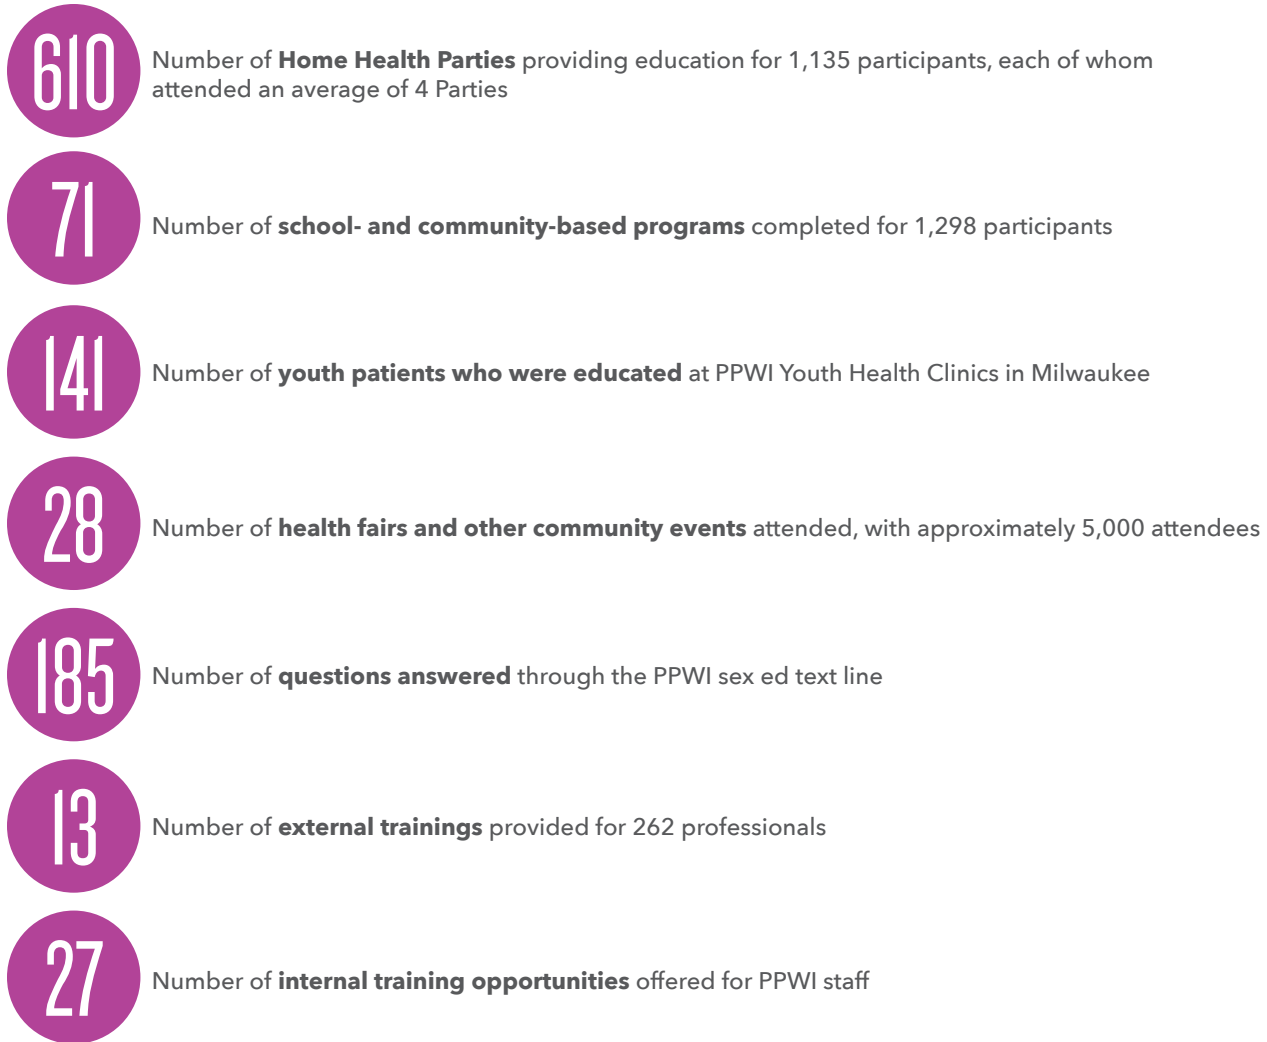 610
Number of Home Health Parties providing education for 1,135 participants, each of whom
attended an average of 4 Parties
71
Number of school- and community-based programs completed for 1,298 participants
141
Number of youth patients who were educated at PPWI Youth Health Clinics in Milwaukee
28
Number of health fairs and other community events attended, with approximately 5,000 attendees
185
Number of questions answered through the PPWI sex ed text line
13
Number of external trainings provided for 262 professionals
27
Number of internal training opportunities offered for PPWI staff